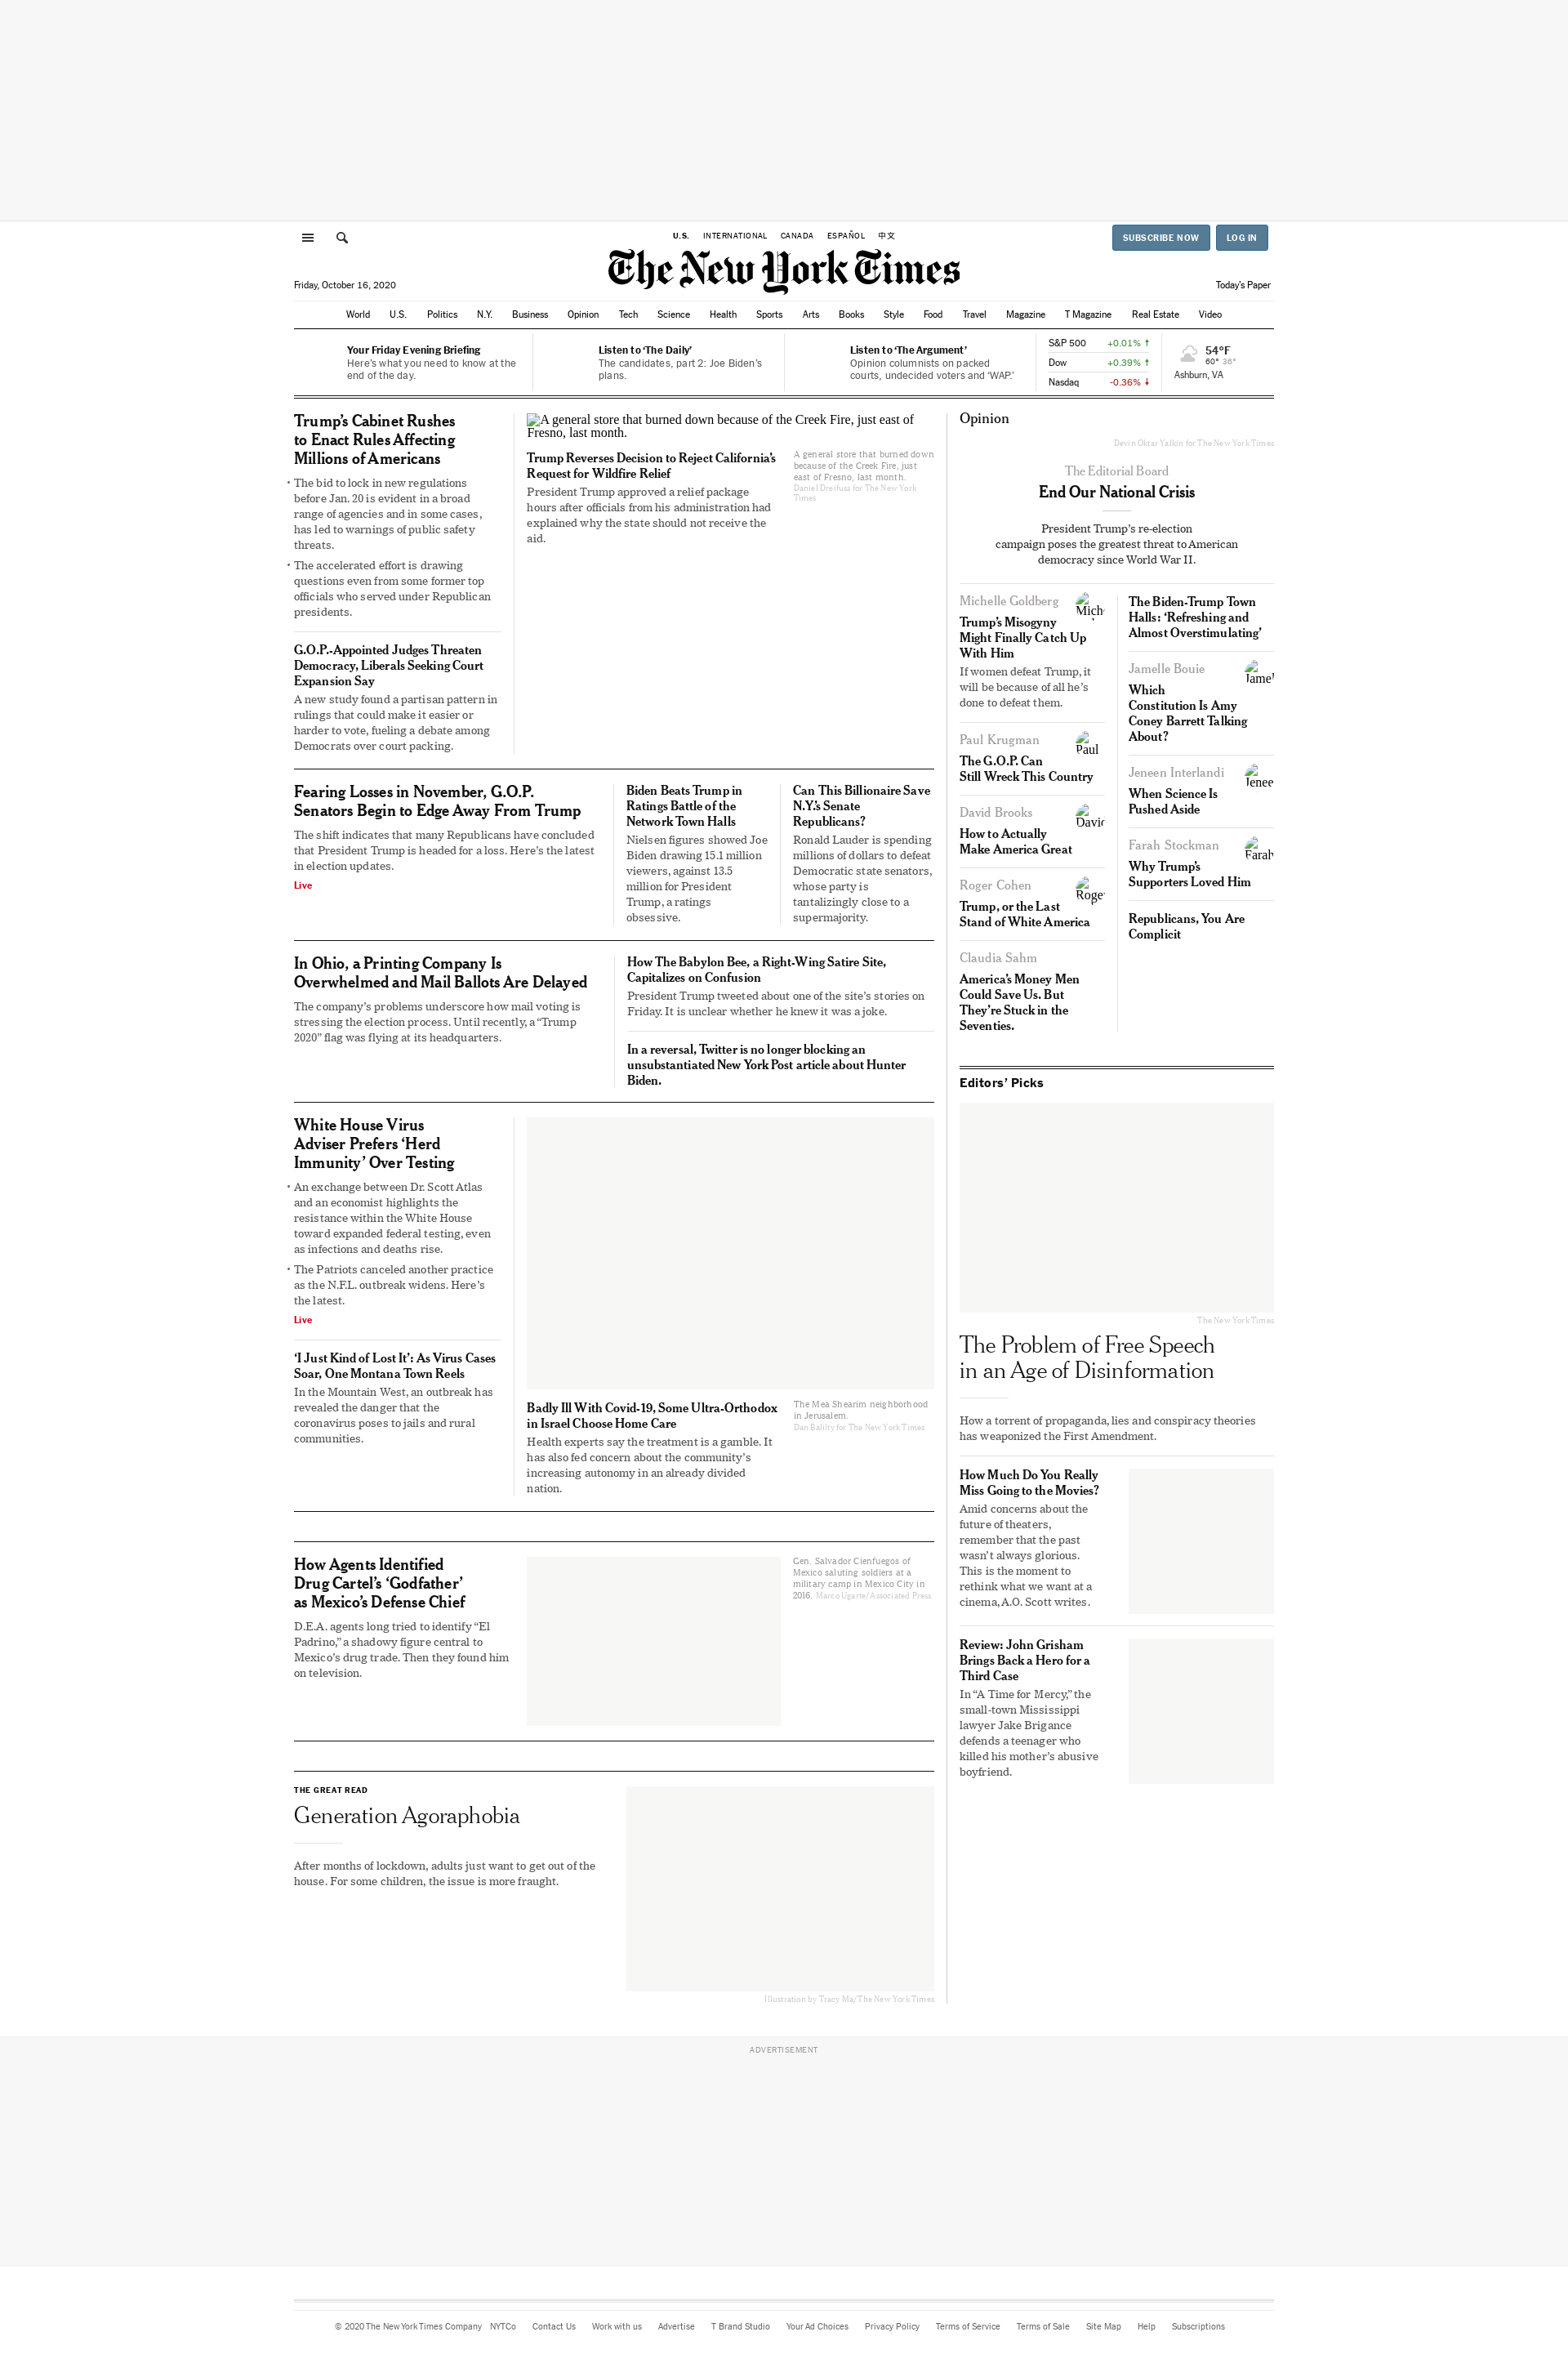 U.S. INTERNATIONAL CANADA ESPAÑOL 中文
SUBSCRIBE NOW LOG IN
The New York Times
Friday, October 16, 2020
Today's Paper
World U.S. Politics N.Y. Business Opinion Tech Science Health Sports Arts Books Style Food Travel Magazine T Magazine Real Estate Video
Your Friday Evening Briefing
Here's what you need to know at the
end of the day.
Listen to 'The Daily'
The candidates, part 2: Joe Biden's
plans.
Listen to 'The Argument'
Opinion columnists on packed
courts, undecided voters and 'WAP.'
S&P 500 +0.01% ↑
Dow +0.39% ↑
Nasdaq -0.36% ↓
54°F
60° 36°
Ashburn, VA
Trump's Cabinet Rushes
to Enact Rules Affecting
Millions of Americans
• The bid to lock in new regulations
before Jan. 20 is evident in a broad
range of agencies and in some cases,
has led to warnings of public safety
threats.
• The accelerated effort is drawing
questions even from some former top
officials who served under Republican
presidents.
G.O.P.-Appointed Judges Threaten
Democracy, Liberals Seeking Court
Expansion Say
A new study found a partisan pattern in
rulings that could make it easier or
harder to vote, fueling a debate among
Democrats over court packing.
A general store that burned down because of the Creek Fire, just east of
Fresno, last month.
Trump Reverses Decision to Reject California's
Request for Wildfire Relief
President Trump approved a relief package
hours after officials from his administration had
explained why the state should not receive the
aid.
A general store that burned down
because of the Creek Fire, just
east of Fresno, last month.
Daniel Dreifuss for The New York
Times
Fearing Losses in November, G.O.P.
Senators Begin to Edge Away From Trump
The shift indicates that many Republicans have concluded
that President Trump is headed for a loss. Here's the latest
in election updates.
Live
Biden Beats Trump in
Ratings Battle of the
Network Town Halls
Nielsen figures showed Joe
Biden drawing 15.1 million
viewers, against 13.5
million for President
Trump, a ratings
obsessive.
Can This Billionaire Save
N.Y.'s Senate
Republicans?
Ronald Lauder is spending
millions of dollars to defeat
Democratic state senators,
whose party is
tantalizingly close to a
supermajority.
In Ohio, a Printing Company Is
Overwhelmed and Mail Ballots Are Delayed
The company's problems underscore how mail voting is
stressing the election process. Until recently, a “Trump
2020” flag was flying at its headquarters.
How The Babylon Bee, a Right-Wing Satire Site,
Capitalizes on Confusion
President Trump tweeted about one of the site's stories on
Friday. It is unclear whether he knew it was a joke.
In a reversal, Twitter is no longer blocking an
unsubstantiated New York Post article about Hunter
Biden.
White House Virus
Adviser Prefers 'Herd
Immunity' Over Testing
• An exchange between Dr. Scott Atlas
and an economist highlights the
resistance within the White House
toward expanded federal testing, even
as infections and deaths rise.
• The Patriots canceled another practice
as the N.F.L. outbreak widens. Here's
the latest.
Live
'I Just Kind of Lost It': As Virus Cases
Soar, One Montana Town Reels
In the Mountain West, an outbreak has
revealed the danger that the
coronavirus poses to jails and rural
communities.
Badly Ill With Covid-19, Some Ultra-Orthodox
in Israel Choose Home Care
Health experts say the treatment is a gamble. It
has also fed concern about the community's
increasing autonomy in an already divided
nation.
The Mea Shearim neighborhood
in Jerusalem.
Dan Balilty for The New York Times
How Agents Identified
Drug Cartel's 'Godfather'
as Mexico's Defense Chief
D.E.A. agents long tried to identify “El
Padrino,” a shadowy figure central to
Mexico's drug trade. Then they found him
on television.
Gen. Salvador Cienfuegos of
Mexico saluting soldiers at a
military camp in Mexico City in
2016. Marco Ugarte/Associated Press
THE GREAT READ
Generation Agoraphobia
After months of lockdown, adults just want to get out of the
house. For some children, the issue is more fraught.
Illustration by Tracy Ma/The New York Times
Opinion
Devin Oktar Yalkin for The New York Times
The Editorial Board
End Our National Crisis
President Trump's re-election
campaign poses the greatest threat to American
democracy since World War II.
Michelle Goldberg
Trump's Misogyny
Might Finally Catch Up
With Him
If women defeat Trump, it
will be because of all he's
done to defeat them.
Paul Krugman
Paul
The G.O.P. Can
Still Wreck This Country
David Brooks
How to Actually
Make America Great
Roger Cohen
Trump, or the Last
Stand of White America
Claudia Sahm
America's Money Men
Could Save Us. But
They're Stuck in the
Seventies.
The Biden-Trump Town
Halls: 'Refreshing and
Almost Overstimulating'
Jamelle Bouie
Which
Constitution Is Amy
Coney Barrett Talking
About?
Jeneen Interlandi
When Science Is
Pushed Aside
Farah Stockman
Why Trump's
Supporters Loved Him
Republicans, You Are
Complicit
Editors' Picks
The New York Times
The Problem of Free Speech
in an Age of Disinformation
How a torrent of propaganda, lies and conspiracy theories
has weaponized the First Amendment.
How Much Do You Really
Miss Going to the Movies?
Amid concerns about the
future of theaters,
remember that the past
wasn't always glorious.
This is the moment to
rethink what we want at a
cinema, A.O. Scott writes.
Review: John Grisham
Brings Back a Hero for a
Third Case
In “A Time for Mercy,” the
small-town Mississippi
lawyer Jake Brigance
defends a teenager who
killed his mother's abusive
boyfriend.
ADVERTISEMENT
© 2020 The New York Times Company NYTCo Contact Us Work with us Advertise T Brand Studio Your Ad Choices Privacy Policy Terms of Service Terms of Sale Site Map Help Subscriptions